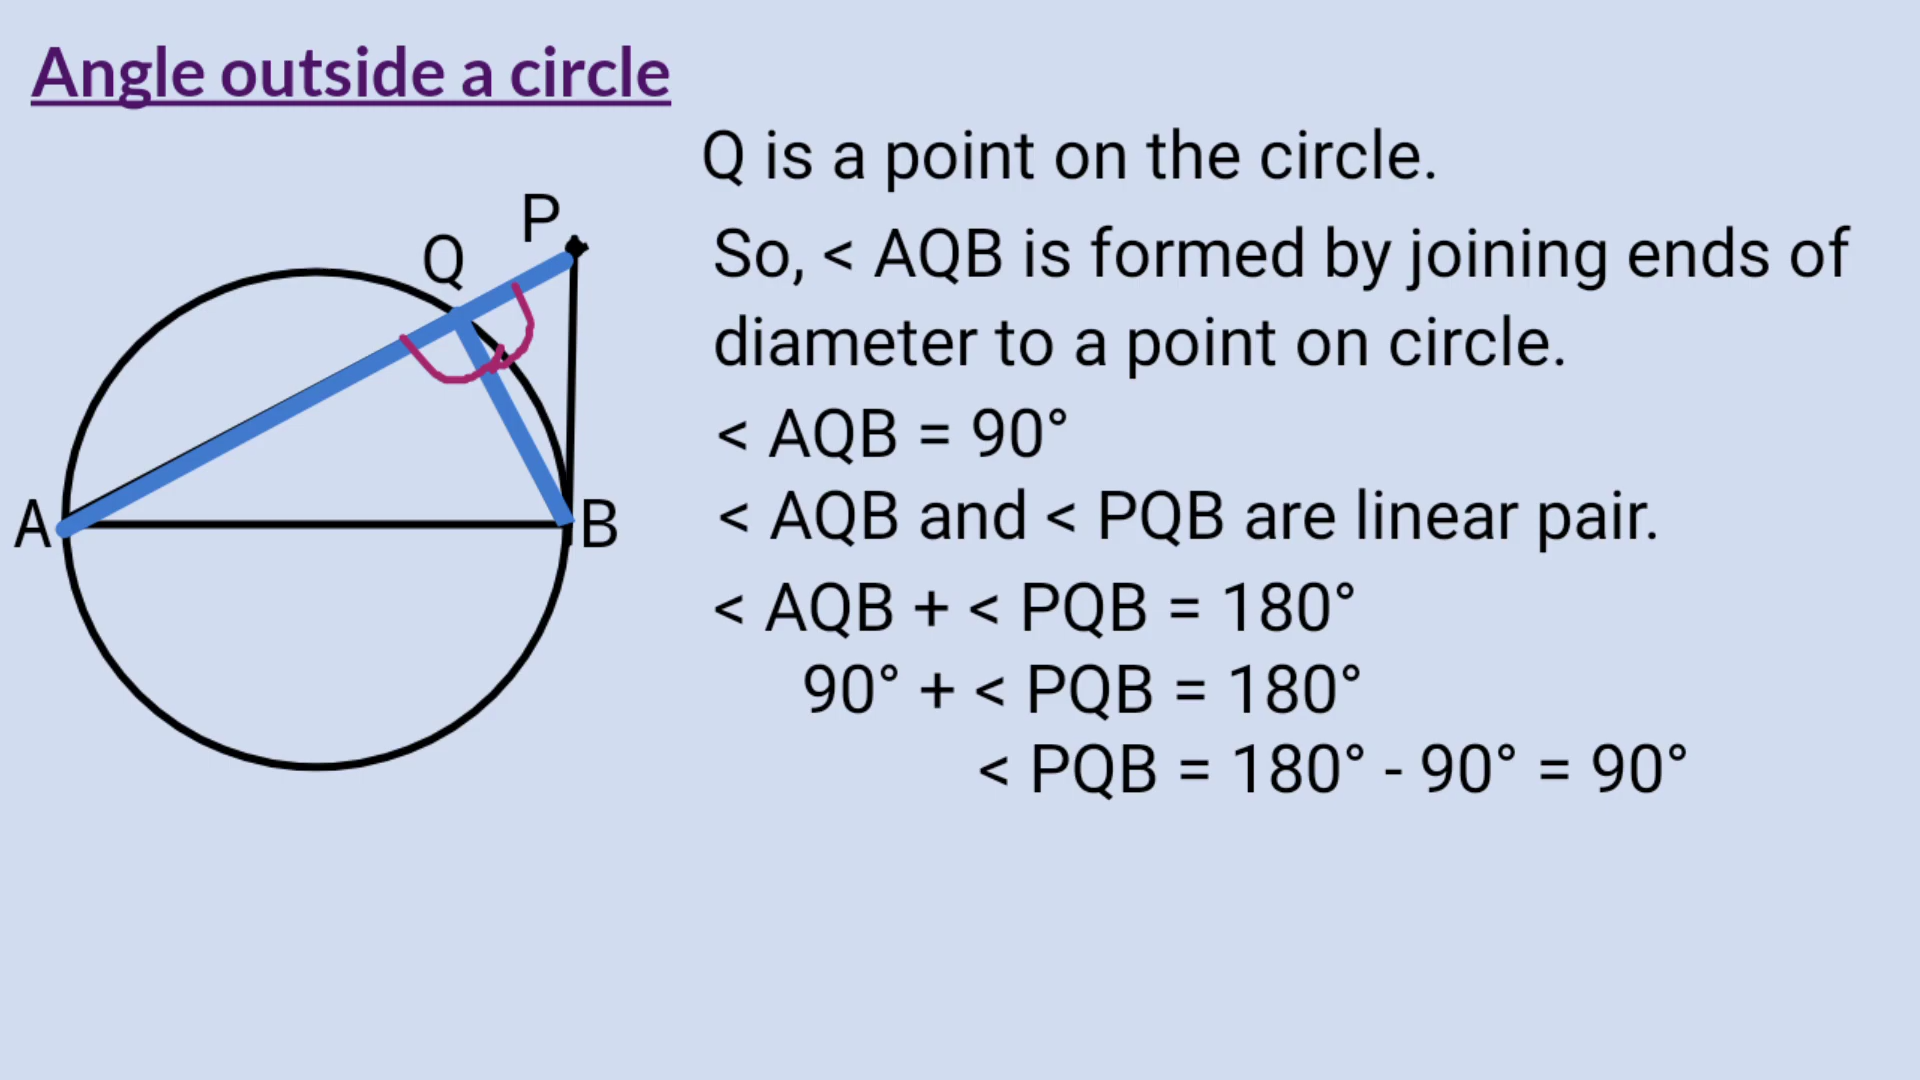 Angle outside a circle
Q is a point on the circle.
So, < AQB is formed by joining ends of
diameter to a point on circle.
< AQB = 90°
< AQB and < PQB are linear pair.
< AQB + < PQB = 180°
90° + < PQB = 180°
< PQB = 180° - 90° = 90°
P
Q
A
B